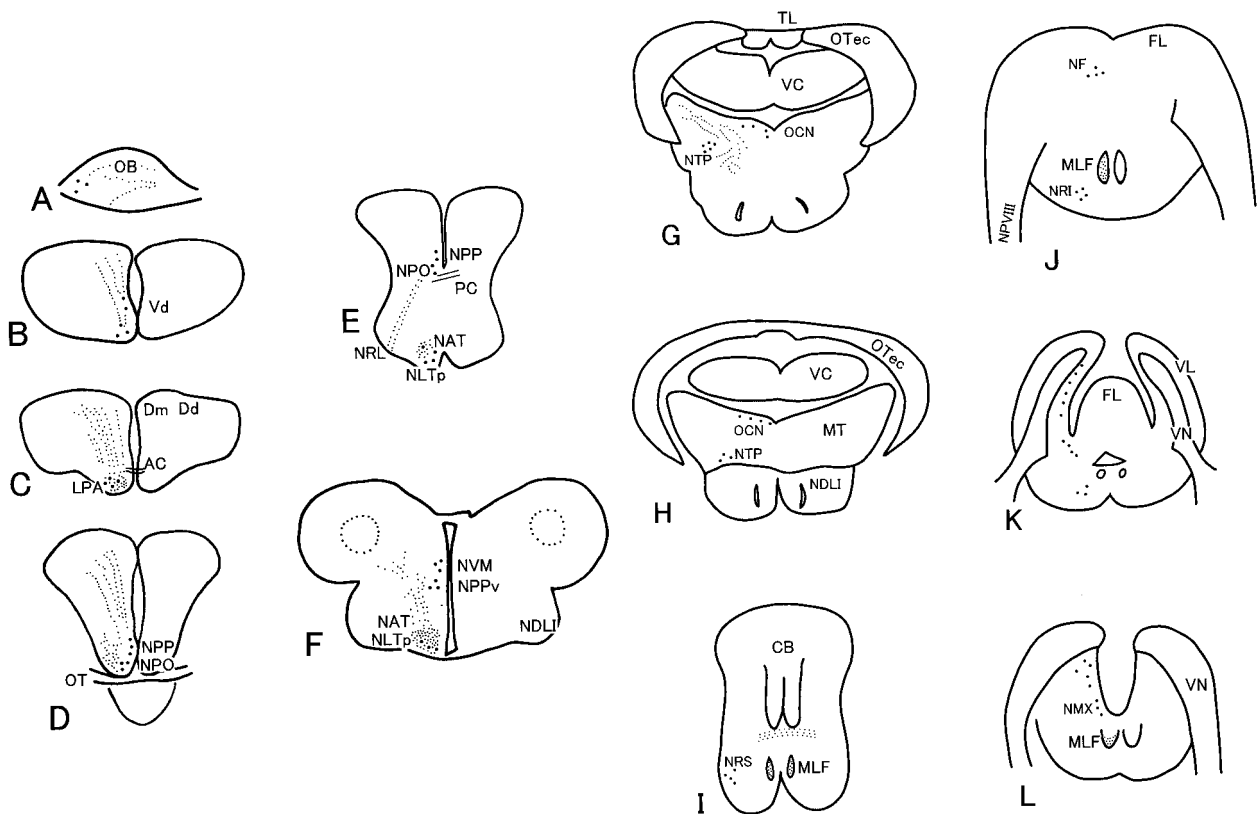 OB
A
Vd
B
Dm Dd
AC
LPA
C
NPP
NPO
OT
D
NPP
NPO
PC
E
NAT
NRL
NLTp
NVM
NPPv
NAT
NLTp
NDLI
F
TL
OTec
VC
OCN
NTP
G
OTec
VC
OCN
MT
NTP
NDLI
H
CB
NRS
MLF
I
FL
NF
MLF
NRI
NPVIII
J
VL
FL
VN
K
VN
NMX
MLF
L